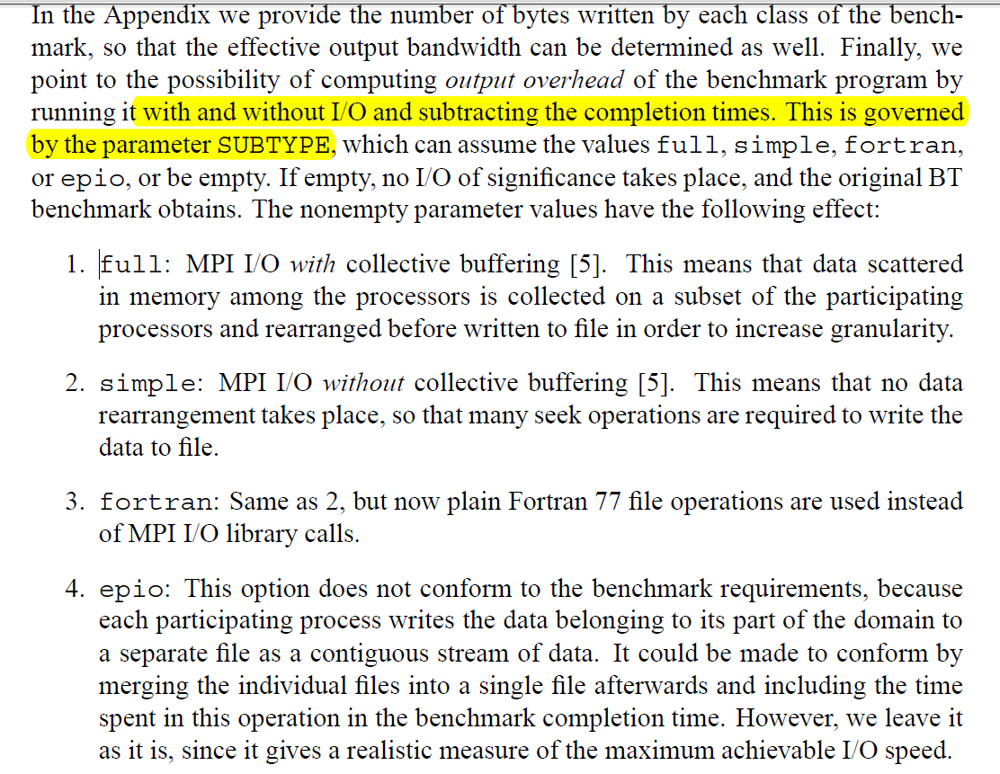 In the Appendix we provide the number of bytes written by each class of the bench-
mark, so that the effective output bandwidth can be determined as well. Finally, we
point to the possibility of computing output overhead of the benchmark program by
running it with and without I/O and subtracting the completion times. This is governed
by the parameter SUBTYPE, which can assume the values full, simple, fortran,
or epio, or be empty. If empty, no I/O of significance takes place, and the original BT
benchmark obtains. The nonempty parameter values have the following effect:
1. full: MPI I/O with collective buffering [5]. This means that data scattered
in memory among the processors is collected on a subset of the participating
processors and rearranged before written to file in order to increase granularity.
2. simple: MPI I/O without collective buffering [5]. This means that no data
rearrangement takes place, so that many seek operations are required to write the
data to file.
3. fortran: Same as 2, but now plain Fortran 77 file operations are used instead
of MPI I/O library calls.
4. epio: This option does not conform to the benchmark requirements, because
each participating process writes the data belonging to its part of the domain to
a separate file as a contiguous stream of data. It could be made to conform by
merging the individual files into a single file afterwards and including the time
spent in this operation in the benchmark completion time. However, we leave it
as it is, since it gives a realistic measure of the maximum achievable I/O speed.